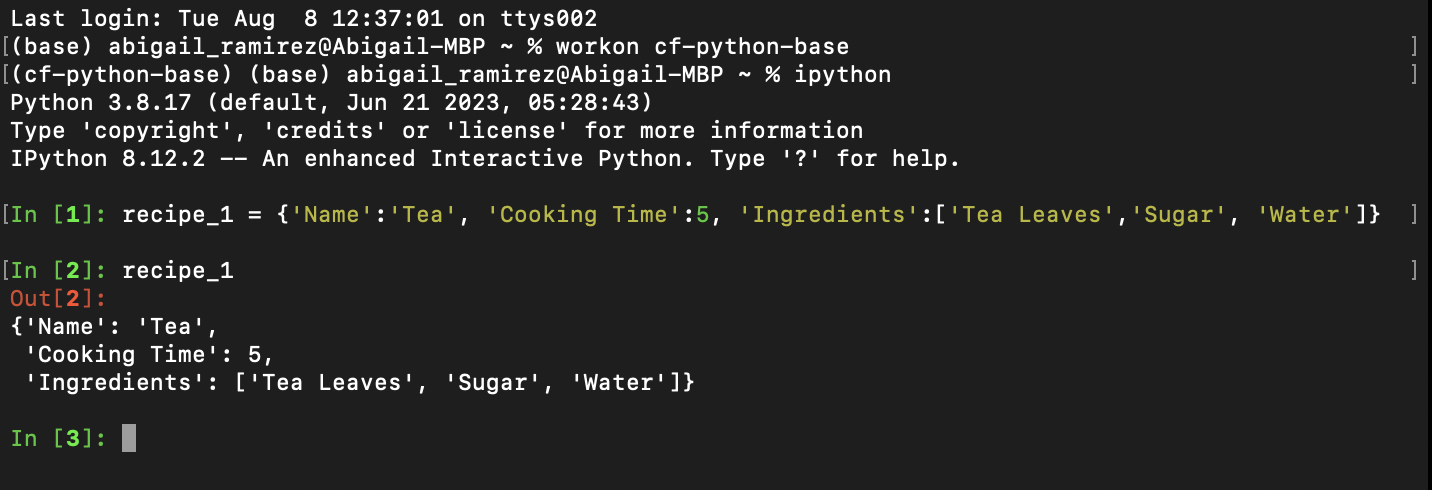 Last login: Tue Aug  8 12:37:01 on ttys002
[(base) abigail_ramirez@Abigail-MBP ~ % workon cf-python-base ]
[(cf-python-base) (base) abigail_ramirez@Abigail-MBP ~ % ipython ]
Python 3.8.17 (default, Jun 21 2023, 05:28:43)
Type 'copyright', 'credits' or 'license' for more information
IPython 8.12.2 -- An enhanced Interactive Python. Type '?' for help.
[In [1]: recipe_1 = {'Name':'Tea', 'Cooking Time':5, 'Ingredients':['Tea Leaves','Sugar', 'Water']} ]
[In [2]: recipe_1 ]
Out[2]:
{'Name': 'Tea',
 'Cooking Time': 5,
 'Ingredients': ['Tea Leaves', 'Sugar', 'Water']}
In [3]: